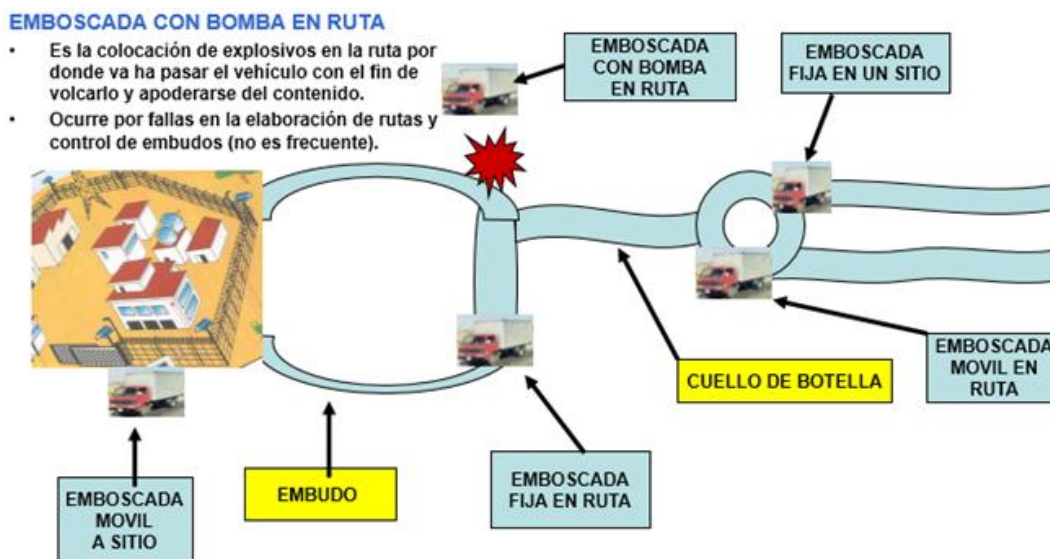 EMBOSCADA CON BOMBA EN RUTA
• Es la colocación de explosivos en la ruta por
donde va ha pasar el vehículo con el fin de
volcarlo y apoderarse del contenido.
• Ocurre por fallas en la elaboración de rutas y
control de embudos (no es frecuente).
EMBOSCADA
CON BOMBA
EN RUTA
EMBOSCADA
FIJA EN UN SITIO
CUELLO DE BOTELLA
EMBOSCADA
MOVIL EN
RUTA
EMBOSCADA
MOVIL
A SITIO
EMBUDO
EMBOSCADA
FIJA EN RUTA